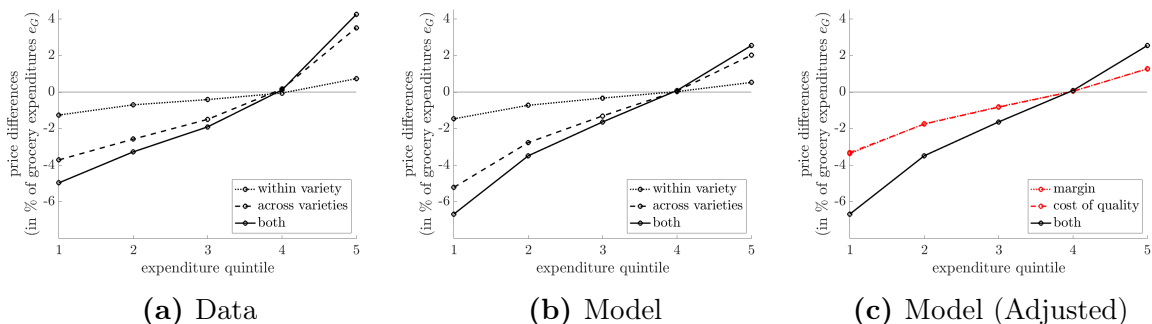 price differences
(in % of grocery expenditures e_G)
4
2
0
-2
-4
-6
within variety
across varieties
both
1 2 3 4 5
expenditure quintile
(a) Data
price differences
(in % of grocery expenditures e_G)
4
2
0
-2
-4
-6
within variety
across varieties
both
1 2 3 4 5
expenditure quintile
(b) Model
price differences
(in % of grocery expenditures e_G)
4
2
0
-2
-4
-6
margin
cost of quality
both
1 2 3 4 5
expenditure quintile
(c) Model (Adjusted)